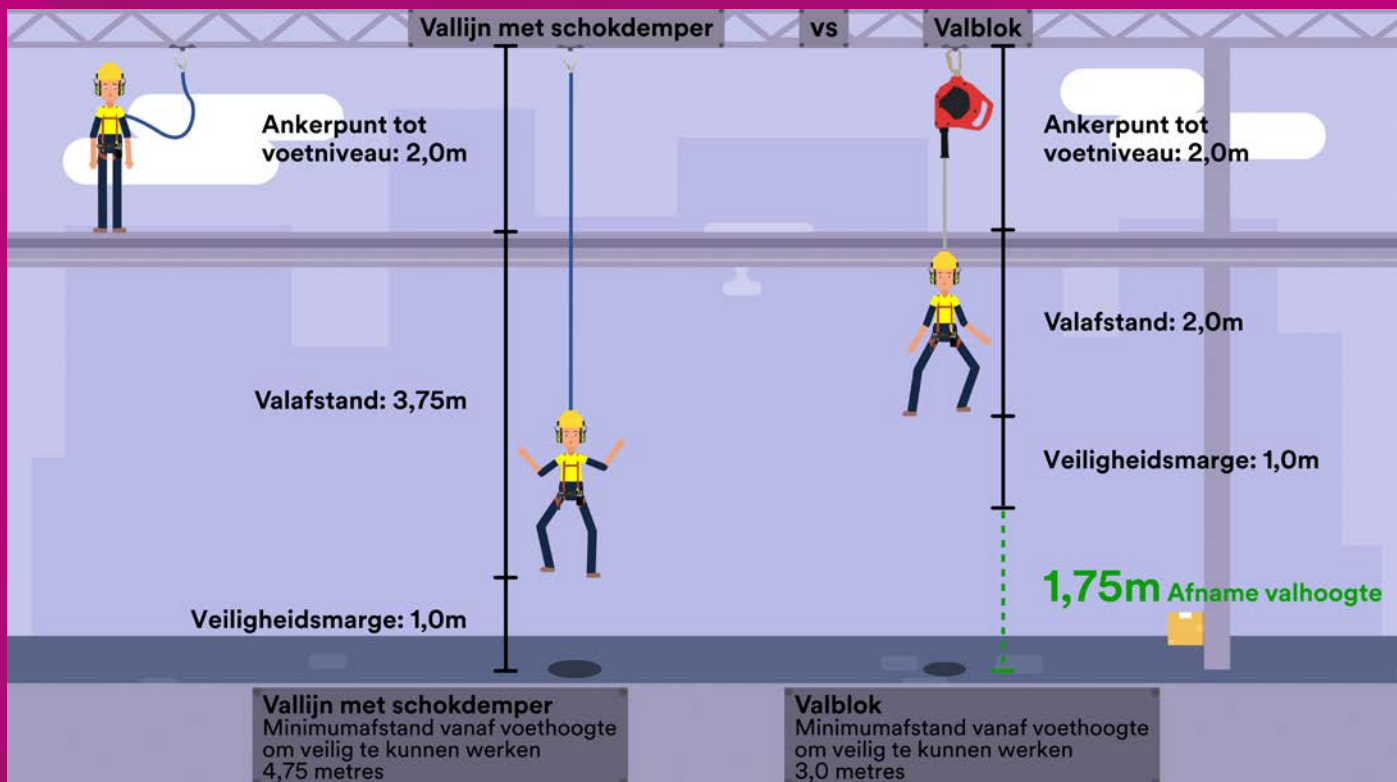 Vallijn met schokdemper
vs
Valblok
Ankerpunt tot
voetniveau: 2,0m
Valafstand: 3,75m
Veiligheidsmarge: 1,0m
Ankerpunt tot
voetniveau: 2,0m
Valafstand: 2,0m
Veiligheidsmarge: 1,0m
1,75m Afname valhoogte
Vallijn met schokdemper
Minimumafstand vanaf voethoogte
om veilig te kunnen werken
4,75 metres
Valblok
Minimumafstand vanaf voethoogte
om veilig te kunnen werken
3,0 metres